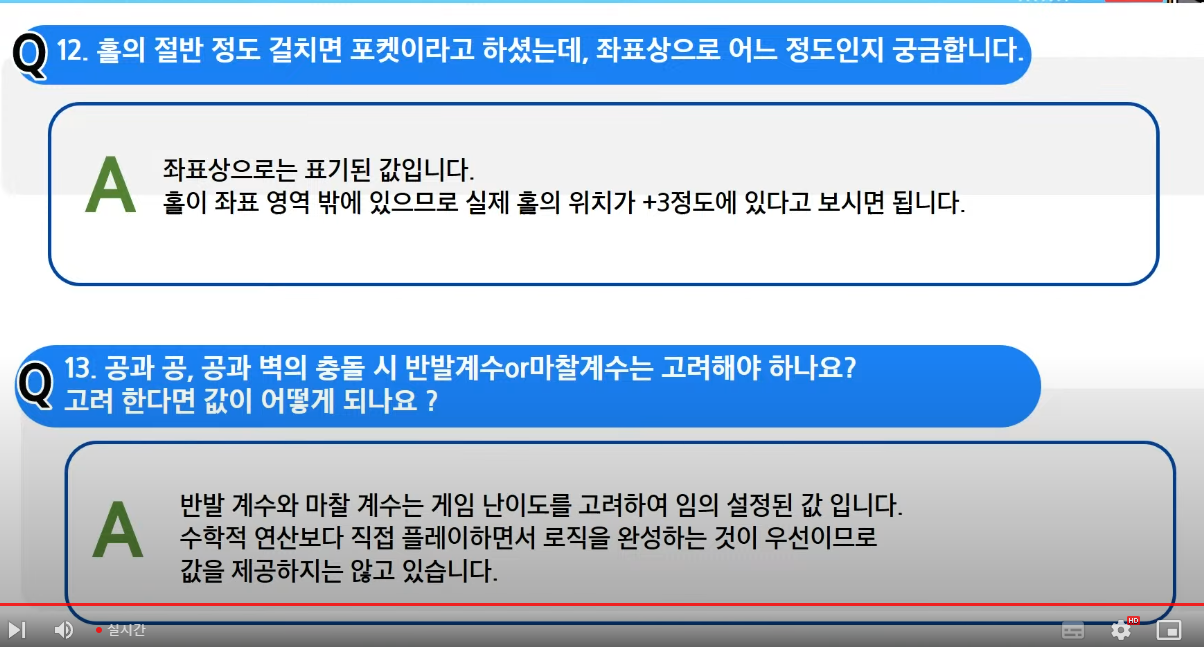 Q 12. 홀의 절반 정도 걸치면 포켓이라고 하셨는데, 좌표상으로 어느 정도인지 궁금합니다.
A
좌표상으로는 표기된 값입니다.
홀이 좌표 영역 밖에 있으므로 실제 홀의 위치가 +3정도에 있다고 보시면 됩니다.
Q 13. 공과 공, 공과 벽의 충돌 시 반발계수or마찰계수는 고려해야 하나요?
고려 한다면 값이 어떻게 되나요 ?
A
반발 계수와 마찰 계수는 게임 난이도를 고려하여 임의 설정된 값 입니다.
수학적 연산보다 직접 플레이하면서 로직을 완성하는 것이 우선이므로
값을 제공하지는 않고 있습니다.
실시간
HD